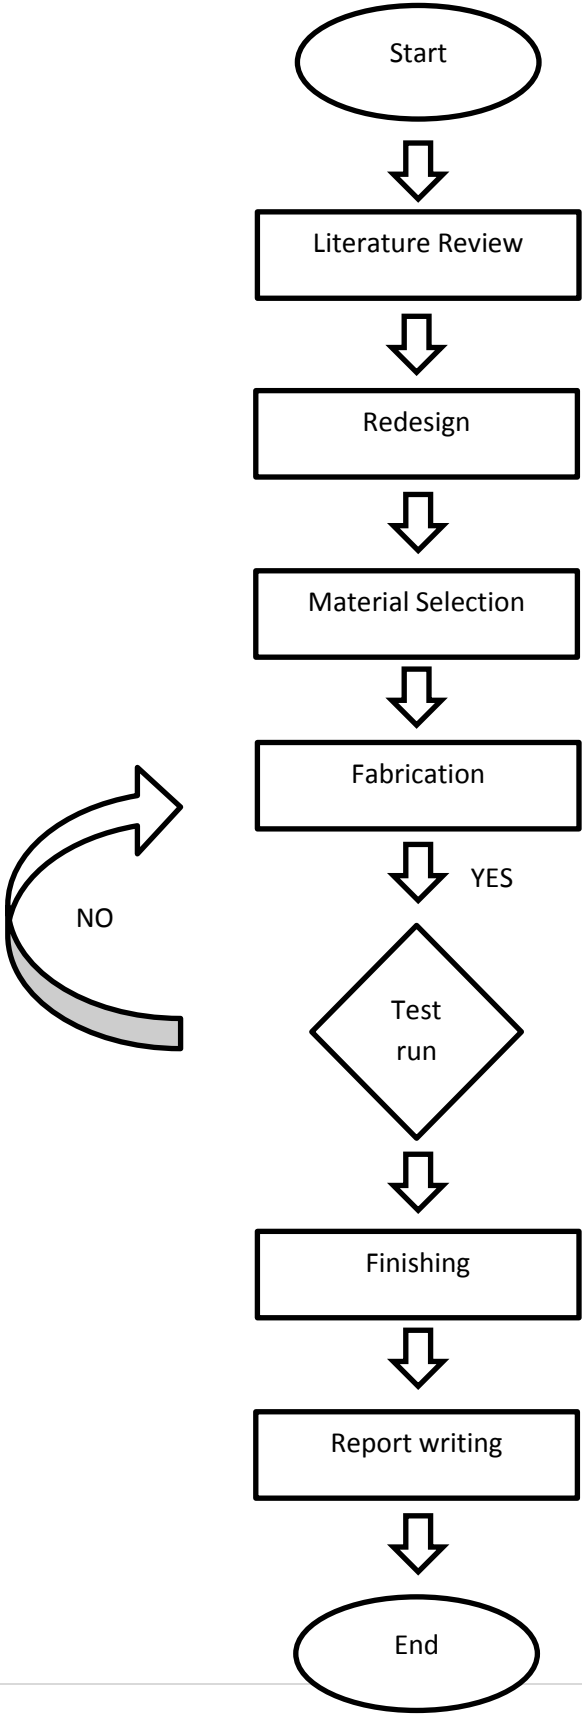 Start
Literature Review
Redesign
Material Selection
Fabrication
YES
NO
Test
run
Finishing
Report writing
End